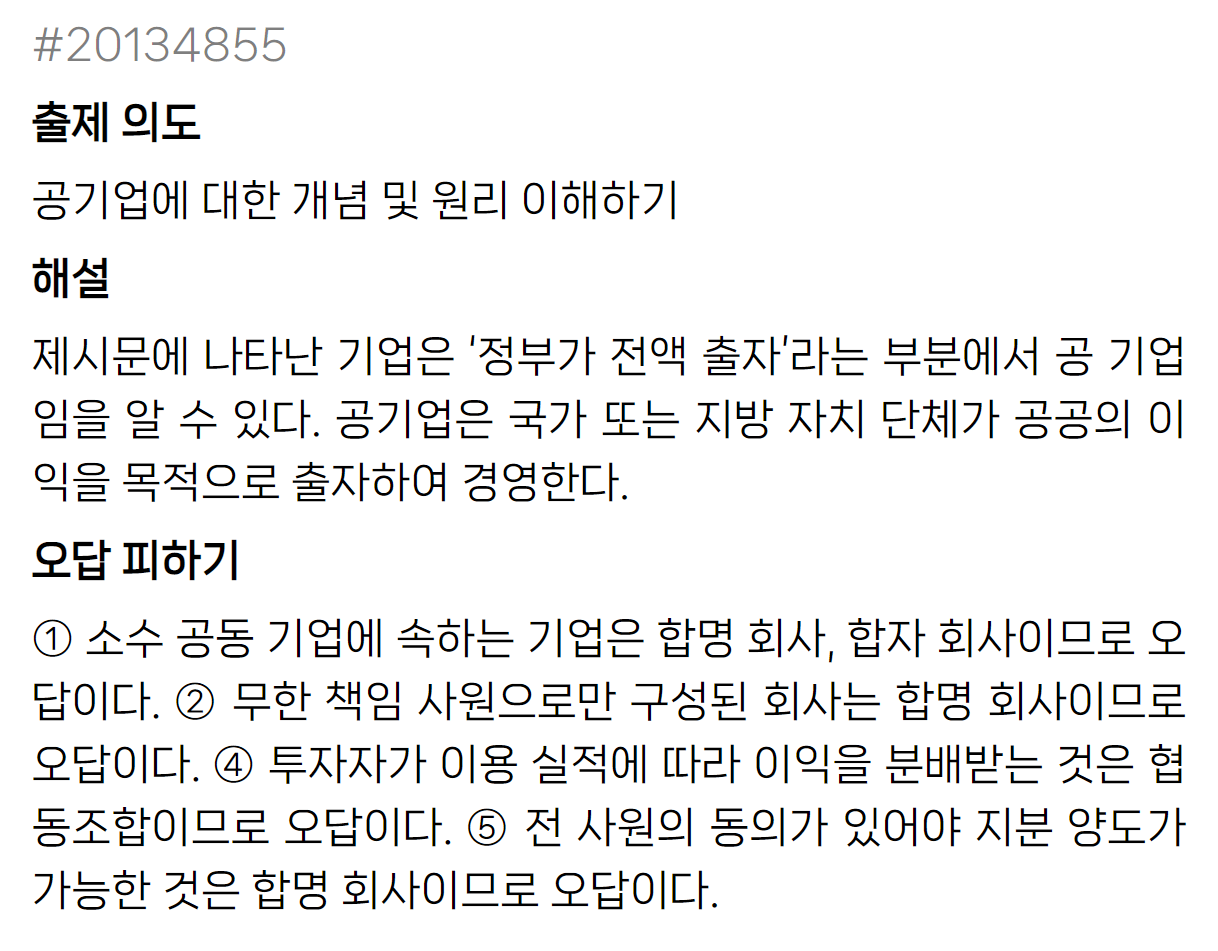 #20134855
출제 의도
공기업에 대한 개념 및 원리 이해하기
해설
제시문에 나타난 기업은 '정부가 전액 출자'라는 부분에서 공 기업
임을 알 수 있다. 공기업은 국가 또는 지방 자치 단체가 공공의 이
익을 목적으로 출자하여 경영한다.
오답 피하기
① 소수 공동 기업에 속하는 기업은 합명 회사, 합자 회사이므로 오
답이다. ② 무한 책임 사원으로만 구성된 회사는 합명 회사이므로
오답이다. ④ 투자자가 이용 실적에 따라 이익을 분배받는 것은 협
동조합이므로 오답이다. ⑤ 전 사원의 동의가 있어야 지분 양도가
가능한 것은 합명 회사이므로 오답이다.